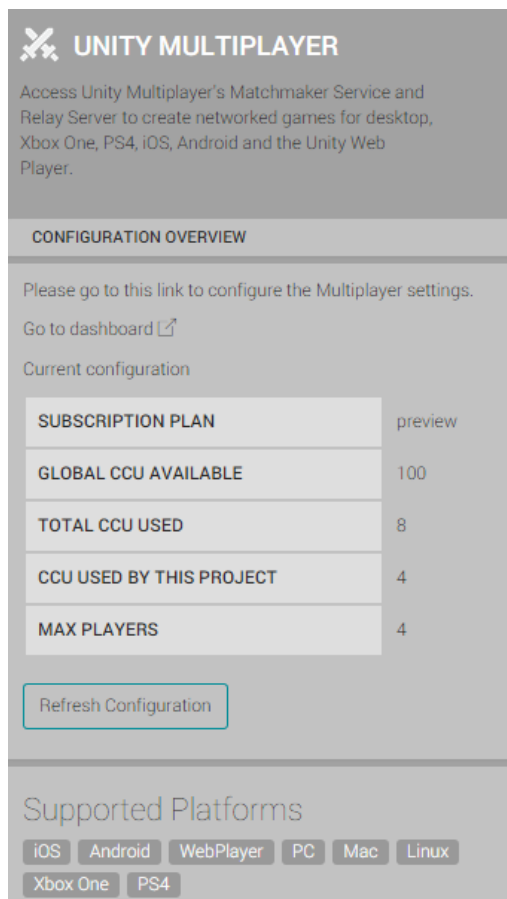 UNITY MULTIPLAYER
Access Unity Multiplayer's Matchmaker Service and
Relay Server to create networked games for desktop,
Xbox One, PS4, iOS, Android and the Unity Web
Player.
CONFIGURATION OVERVIEW
Please go to this link to configure the Multiplayer settings.
Go to dashboard
Current configuration
SUBSCRIPTION PLAN preview
GLOBAL CCU AVAILABLE 100
TOTAL CCU USED 8
CCU USED BY THIS PROJECT 4
MAX PLAYERS 4
Refresh Configuration
Supported Platforms
iOS Android WebPlayer PC Mac Linux
Xbox One PS4